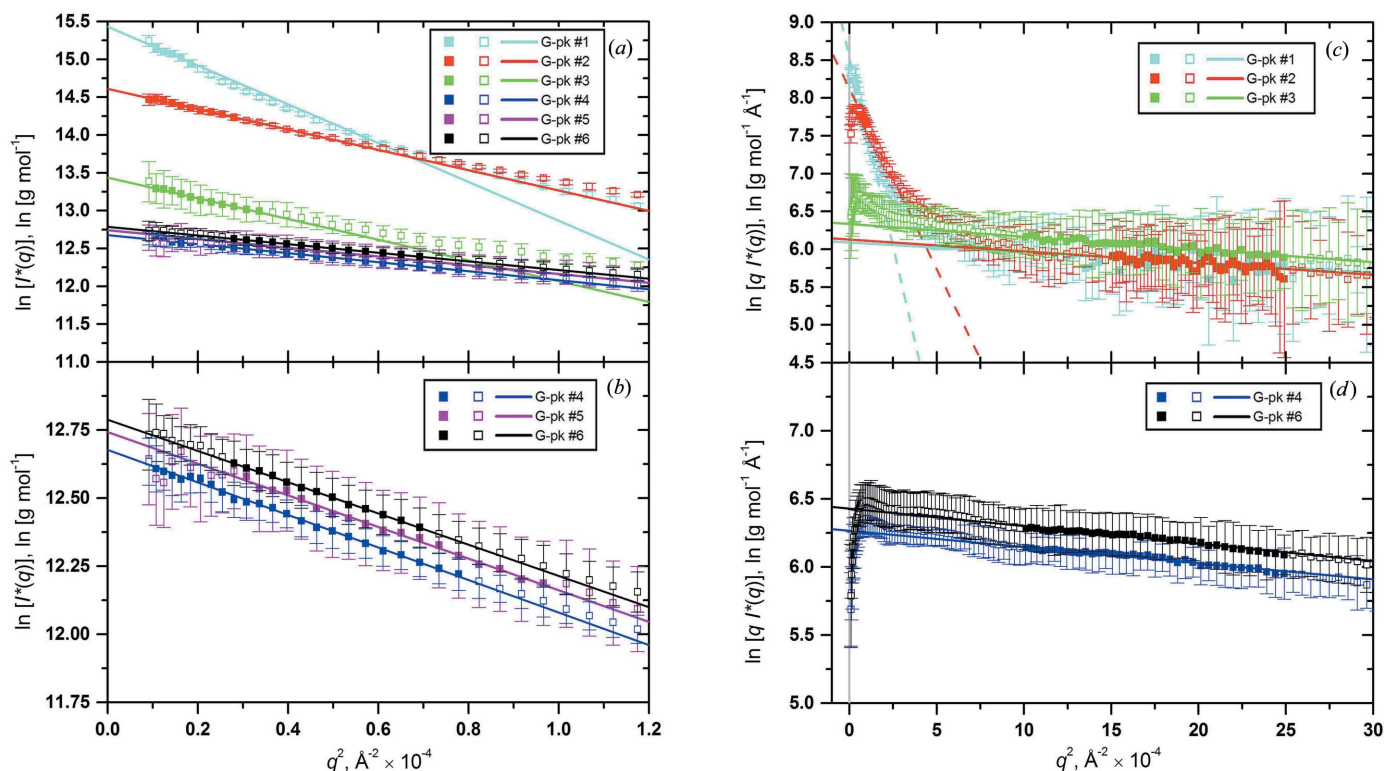 (a)
G-pk #1
G-pk #2
G-pk #3
G-pk #4
G-pk #5
G-pk #6
ln [I*(q)], ln [g mol⁻¹]
15.5
15.0
14.5
14.0
13.5
13.0
12.5
12.0
11.5
11.0
(b)
G-pk #4
G-pk #5
G-pk #6
ln [I*(q)], ln [g mol⁻¹]
12.75
12.50
12.25
12.00
11.75
0.0 0.2 0.4 0.6 0.8 1.0 1.2
q², Å⁻² × 10⁻⁴
(c)
G-pk #1
G-pk #2
G-pk #3
ln [q I*(q)], ln [g mol⁻¹ Å⁻¹]
9.0
8.5
8.0
7.5
7.0
6.5
6.0
5.5
5.0
4.5
(d)
G-pk #4
G-pk #6
ln [q I*(q)], ln [g mol⁻¹ Å⁻¹]
7.0
6.5
6.0
5.5
5.0
0 5 10 15 20 25 30
q², Å⁻² × 10⁻⁴